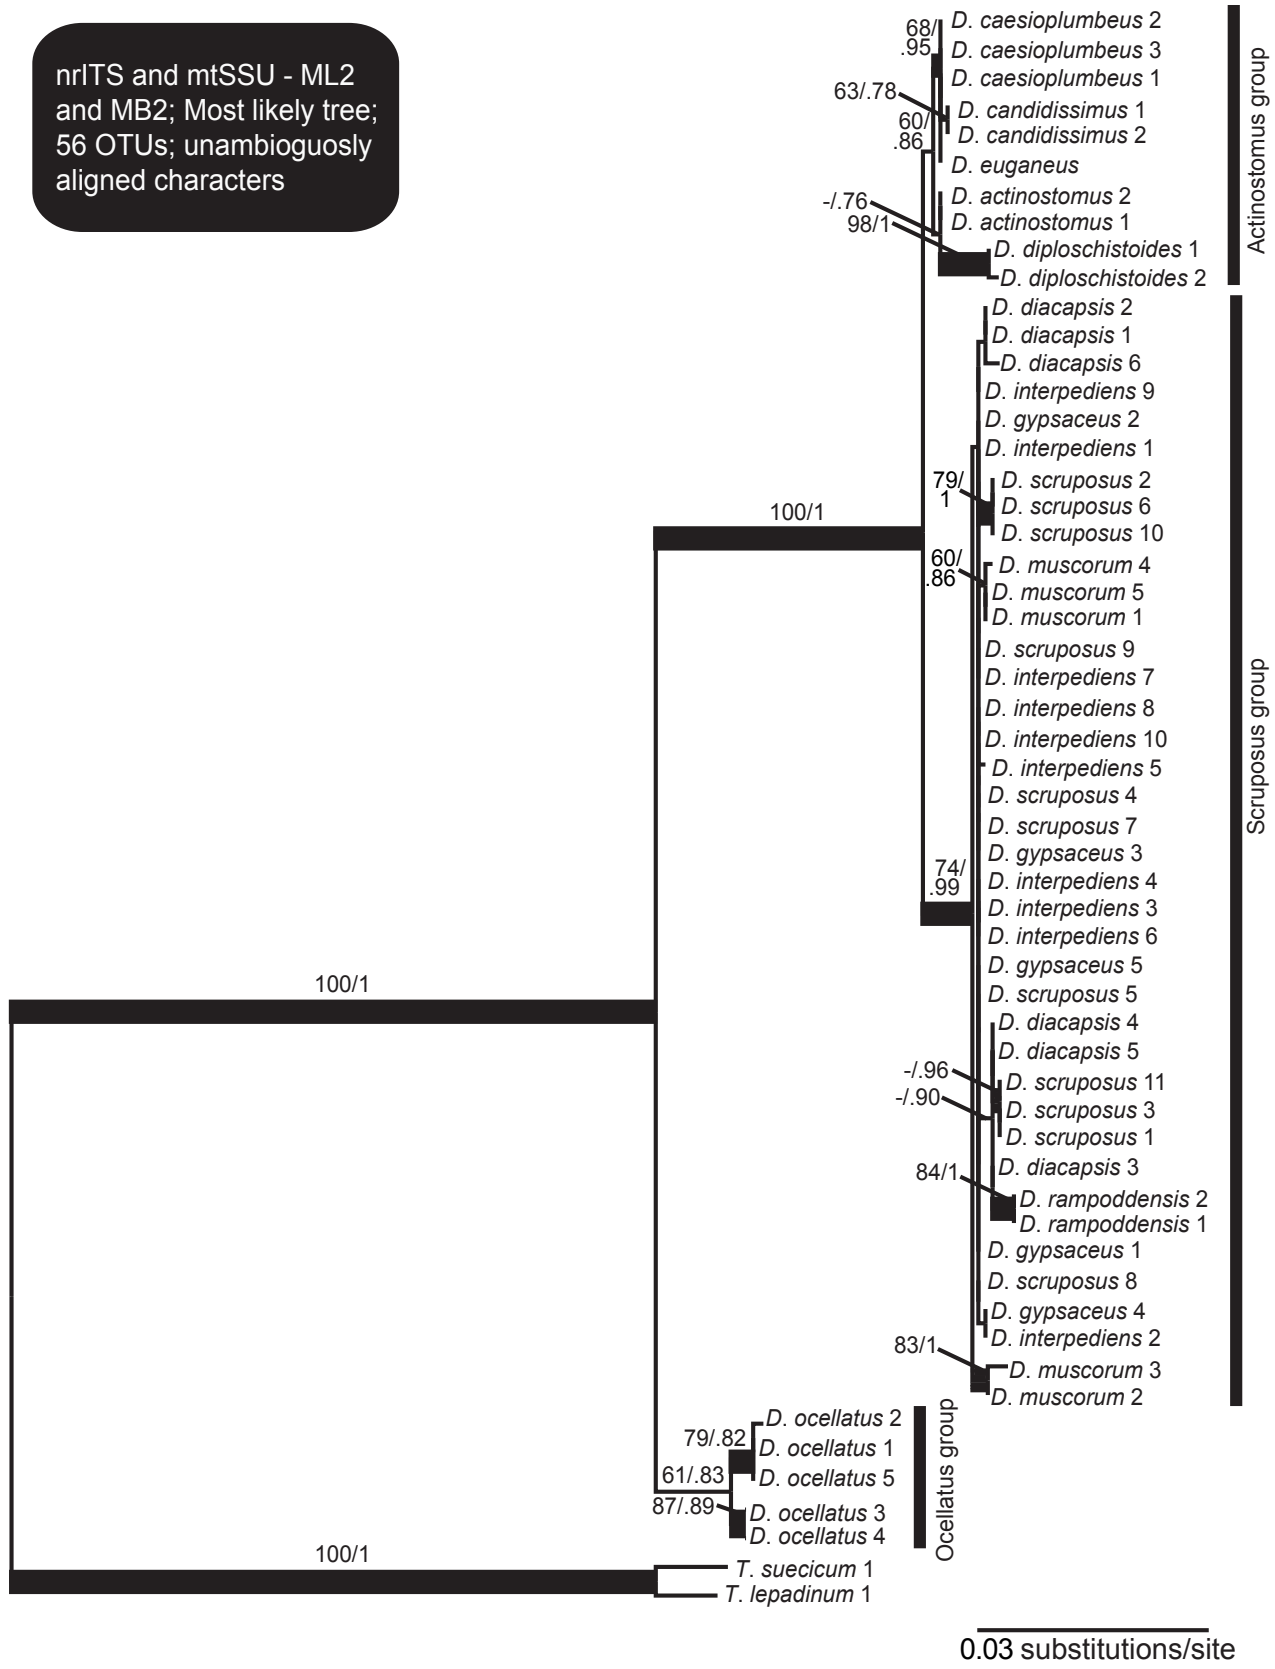 nrITS and mtSSU - ML2
and MB2; Most likely tree;
56 OTUs; unambioguosly
aligned characters
68/
.95
D. caesioplumbeus 2
D. caesioplumbeus 3
D. caesioplumbeus 1
63/.78
D. candidissimus 1
D. candidissimus 2
60/
.86
D. euganeus
-/.76
D. actinostomus 2
D. actinostomus 1
98/1
D. diploschistoides 1
D. diploschistoides 2
Actinostomus group
D. diacapsis 2
D. diacapsis 1
D. diacapsis 6
D. interpediens 9
D. gypsaceus 2
D. interpediens 1
79/
1
D. scruposus 2
D. scruposus 6
D. scruposus 10
100/1
60/
.86
D. muscorum 4
D. muscorum 5
D. muscorum 1
D. scruposus 9
D. interpediens 7
D. interpediens 8
D. interpediens 10
D. interpediens 5
D. scruposus 4
D. scruposus 7
D. gypsaceus 3
74/
.99
D. interpediens 4
D. interpediens 3
D. interpediens 6
D. gypsaceus 5
D. scruposus 5
100/1
D. diacapsis 4
D. diacapsis 5
-/.96
D. scruposus 11
-/.90
D. scruposus 3
D. scruposus 1
D. diacapsis 3
84/1
D. rampoddensis 2
D. rampoddensis 1
D. gypsaceus 1
D. scruposus 8
D. gypsaceus 4
D. interpediens 2
83/1
D. muscorum 3
D. muscorum 2
Scruposus group
D. ocellatus 2
79/.82
D. ocellatus 1
61/.83
D. ocellatus 5
87/.89
D. ocellatus 3
D. ocellatus 4
Ocellatus group
100/1
T. suecicum 1
T. lepadinum 1
0.03 substitutions/site